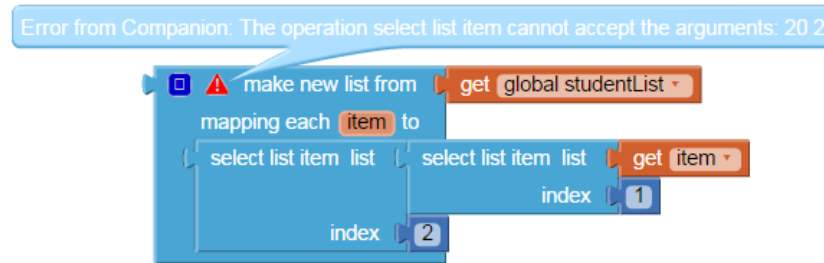 Error from Companion: The operation select list item cannot accept the arguments: 20 2
make new list from get global studentList
mapping each item to
select list item list select list item list get item
index 1
index 2